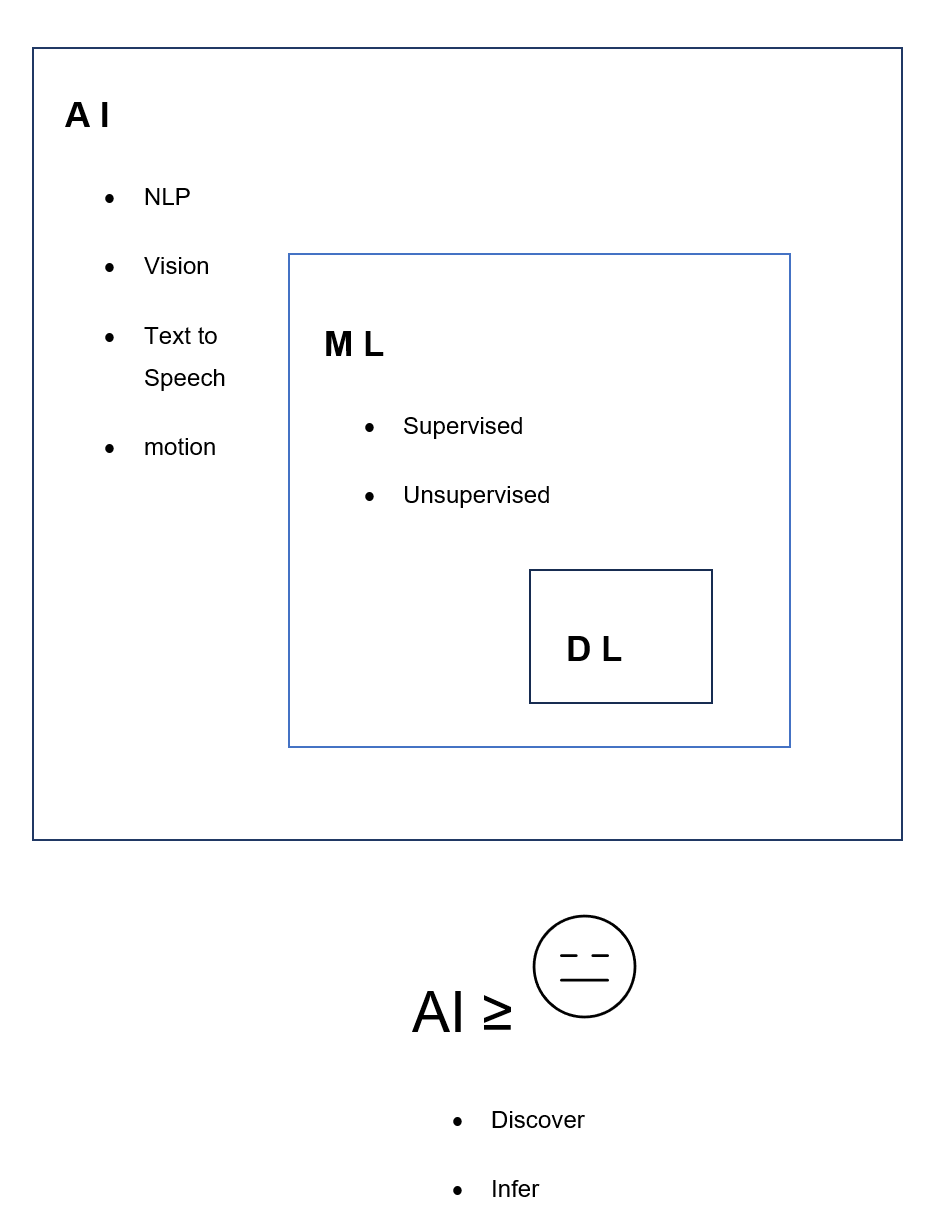 A I
• NLP
• Vision
• Text to
Speech
• motion
M L
• Supervised
• Unsupervised
D L
AI ≥
• Discover
• Infer